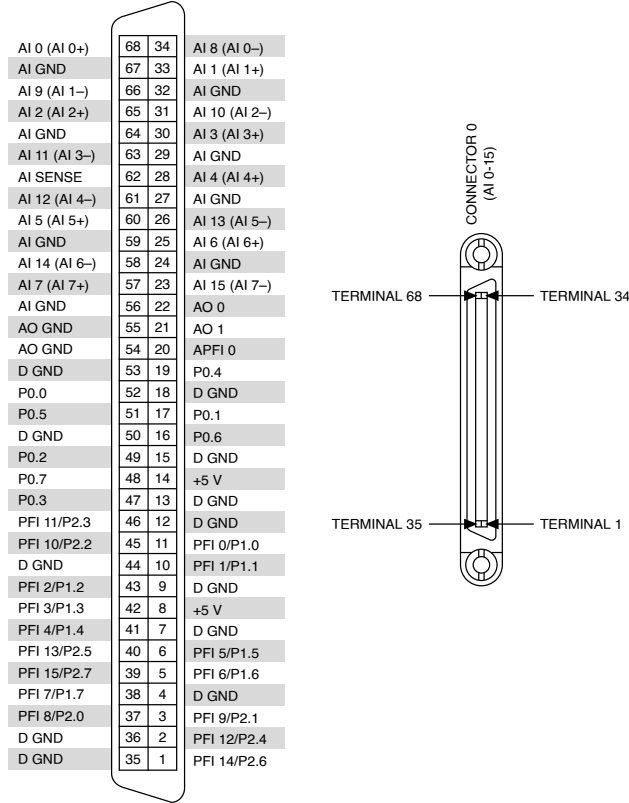 AI 0 (AI 0+) 68 34 AI 8 (AI 0–)
AI GND 67 33 AI 1 (AI 1+)
AI 9 (AI 1–) 66 32 AI GND
AI 2 (AI 2+) 65 31 AI 10 (AI 2–)
AI GND 64 30 AI 3 (AI 3+)
AI 11 (AI 3–) 63 29 AI GND
AI SENSE 62 28 AI 4 (AI 4+)
AI 12 (AI 4–) 61 27 AI GND
AI 5 (AI 5+) 60 26 AI 13 (AI 5–)
AI GND 59 25 AI 6 (AI 6+)
AI 14 (AI 6–) 58 24 AI GND
AI 7 (AI 7+) 57 23 AI 15 (AI 7–)
AI GND 56 22 AO 0
AO GND 55 21 AO 1
AO GND 54 20 APFI 0
D GND 53 19 P0.4
P0.0 52 18 D GND
P0.5 51 17 P0.1
D GND 50 16 P0.6
P0.2 49 15 D GND
P0.7 48 14 +5 V
P0.3 47 13 D GND
PFI 11/P2.3 46 12 D GND
PFI 10/P2.2 45 11 PFI 0/P1.0
D GND 44 10 PFI 1/P1.1
PFI 2/P1.2 43 9 D GND
PFI 3/P1.3 42 8 +5 V
PFI 4/P1.4 41 7 D GND
PFI 13/P2.5 40 6 PFI 5/P1.5
PFI 15/P2.7 39 5 PFI 6/P1.6
PFI 7/P1.7 38 4 D GND
PFI 8/P2.0 37 3 PFI 9/P2.1
D GND 36 2 PFI 12/P2.4
D GND 35 1 PFI 14/P2.6
CONNECTOR 0
(AI 0-15)
TERMINAL 68
TERMINAL 34
TERMINAL 35
TERMINAL 1